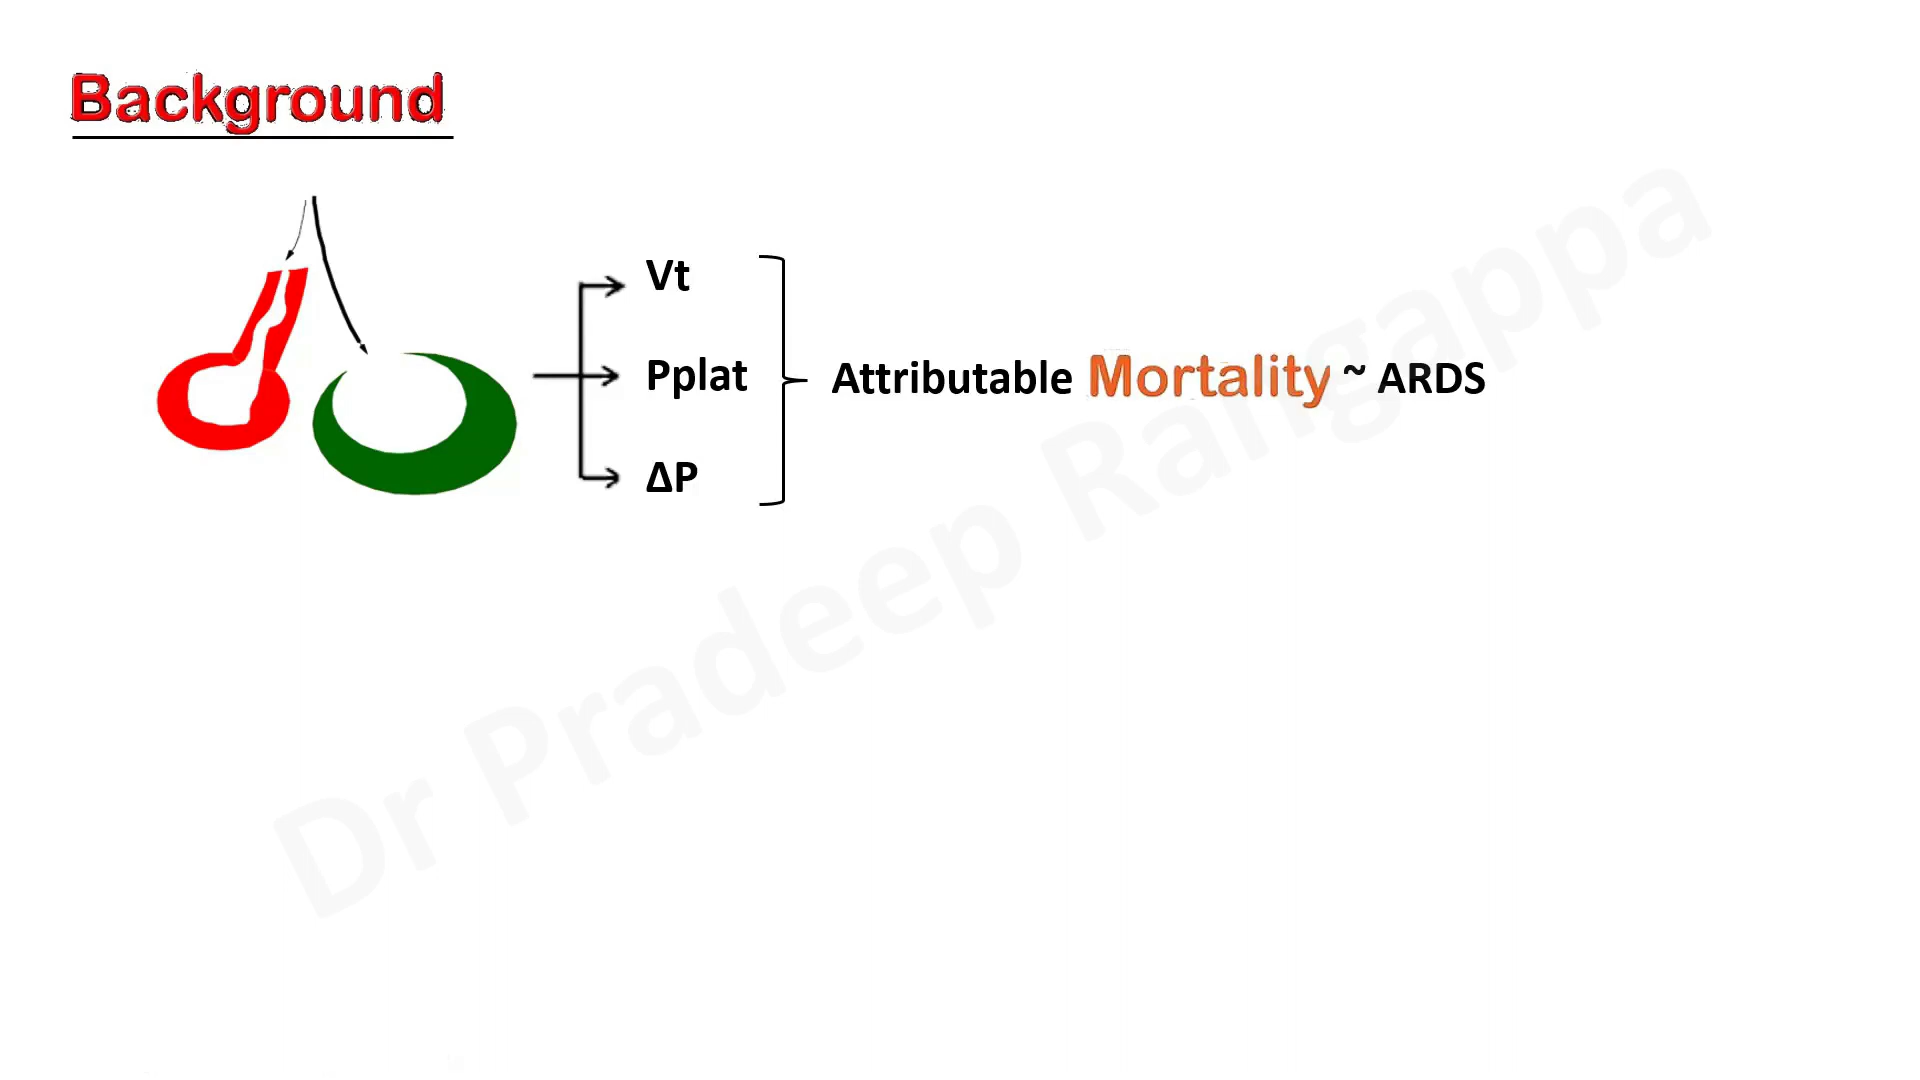 Background
Vt
Pplat
ΔP
Attributable Mortality ~ ARDS
Dr Pradeep Rangappa